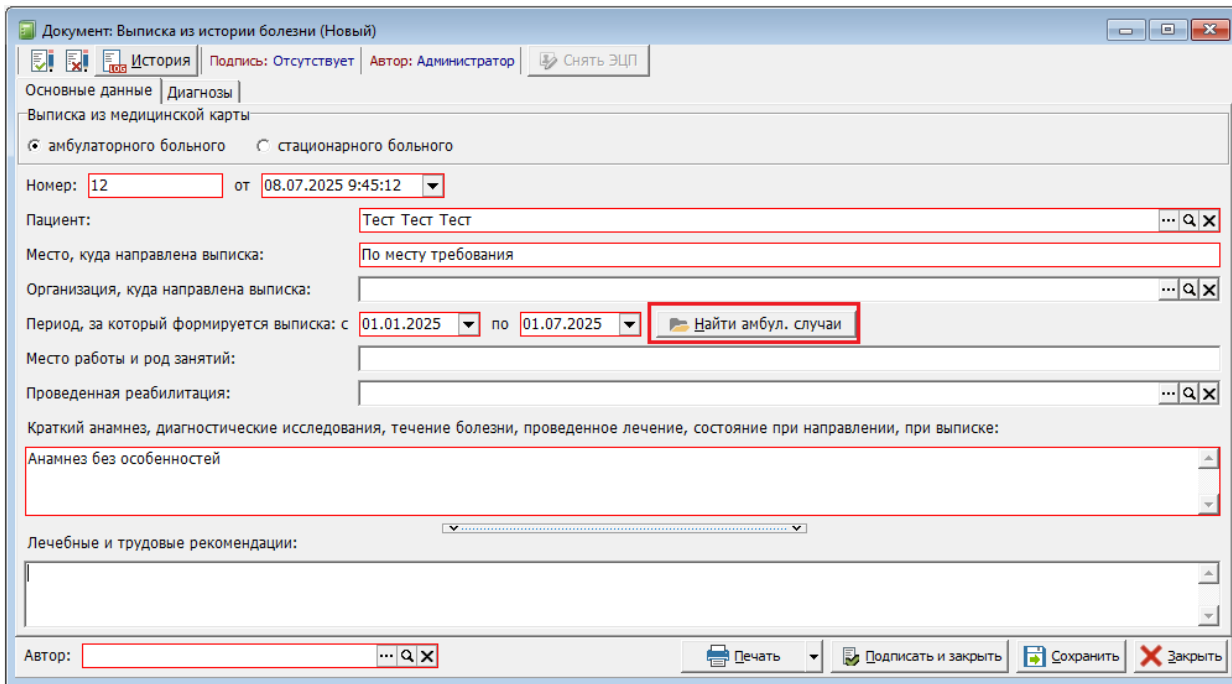 Документ: Выписка из истории болезни (Новый)
LOG История Подпись: Отсутствует Автор: Администратор Снять ЭЦП
Основные данные Диагнозы
Выписка из медицинской карты
амбулаторного больного стационарного больного
Номер: 12 от 08.07.2025 9:45:12
Пациент: Тест Тест Тест
Место, куда направлена выписка: По месту требования
Организация, куда направлена выписка:
Период, за который формируется выписка: с 01.01.2025 по 01.07.2025 Найти амбул. случаи
Место работы и род занятий:
Проведенная реабилитация:
Краткий анамнез, диагностические исследования, течение болезни, проведенное лечение, состояние при направлении, при выписке:
Анамнез без особенностей
Лечебные и трудовые рекомендации:
Автор: Печать Подписать и закрыть Сохранить Закрыть